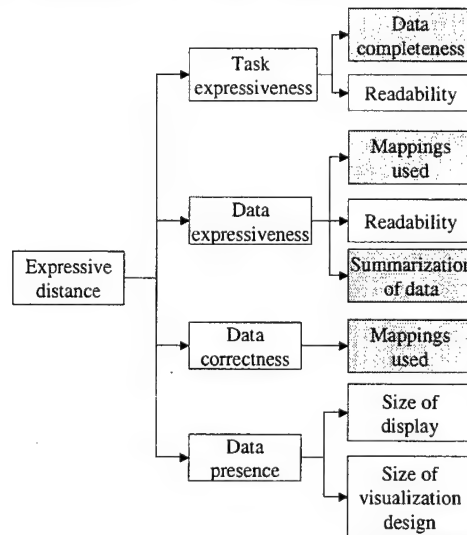 Expressive
distance
Task
expressiveness
Data
completeness
Readability
Data
expressiveness
Mappings
used
Readability
Summarization
of data
Data
correctness
Mappings
used
Data
presence
Size of
display
Size of
visualization
design